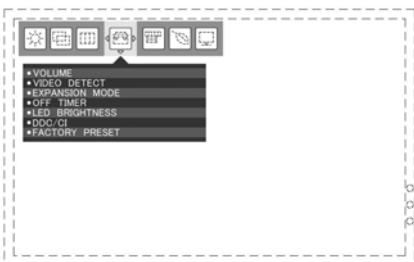 •VOLUME
•VIDEO DETECT
•EXPANSION MODE
•OFF TIMER
•LED BRIGHTNESS
•DDC/CI
•FACTORY PRESET